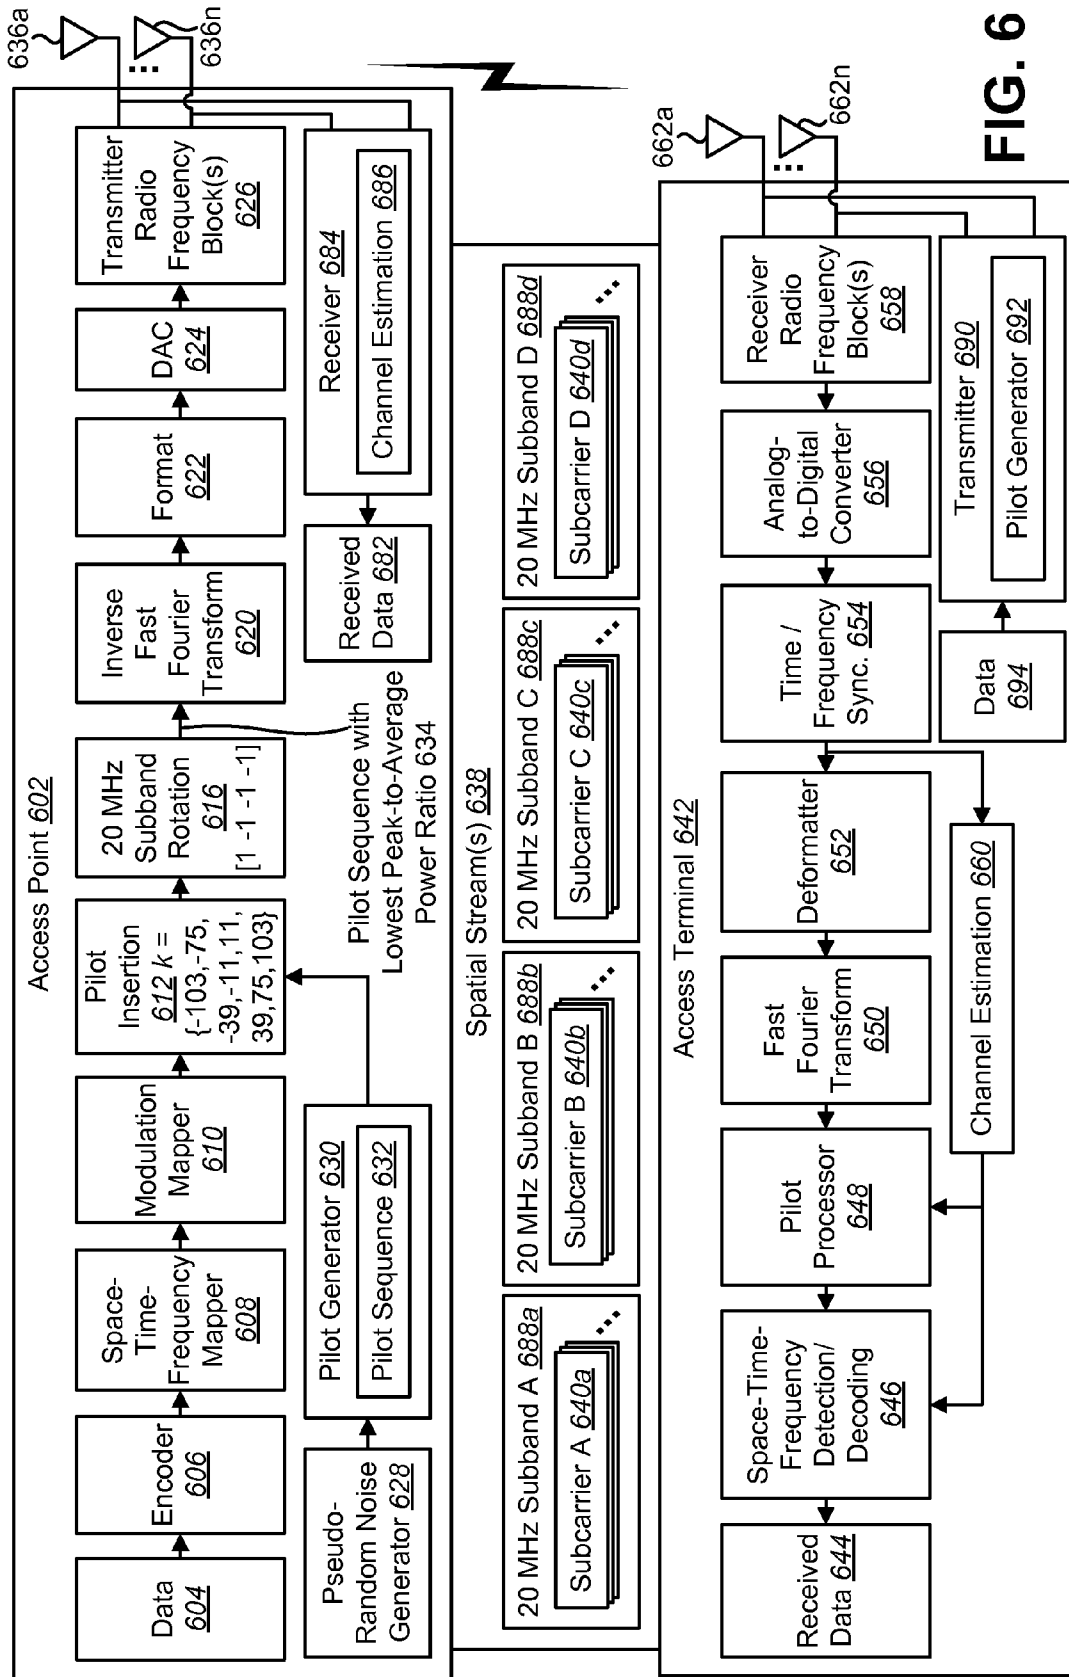 Access Point 602
Data
604
Encoder
606
Space-
Time-
Frequency
Mapper
608
Modulation
Mapper
610
Pilot
Insertion
612 k =
{-103,-75,
-39,-11,11,
39,75,103}
20 MHz
Subband
Rotation
616
[1 -1 -1 -1]
Inverse
Fast
Fourier
Transform
620
Format
622
DAC
624
Transmitter
Radio
Frequency
Block(s)
626
636a
636n
Pseudo-
Random Noise
Generator 628
Pilot Generator 630
Pilot Sequence 632
Pilot Sequence with
Lowest Peak-to-Average
Power Ratio 634
Received
Data 682
Receiver 684
Channel Estimation 686
Spatial Stream(s) 638
20 MHz Subband A 688a
Subcarrier A 640a
20 MHz Subband B 688b
Subcarrier B 640b
20 MHz Subband C 688c
Subcarrier C 640c
20 MHz Subband D 688d
Subcarrier D 640d
Access Terminal 642
Received
Data 644
Space-Time-
Frequency
Detection/
Decoding
646
Pilot
Processor
648
Fast
Fourier
Transform
650
Deformatter
652
Time /
Frequency
Sync. 654
Analog-
to-Digital
Converter
656
Receiver
Radio
Frequency
Block(s)
658
662a
662n
Channel Estimation 660
Data
694
Transmitter 690
Pilot Generator 692
FIG. 6